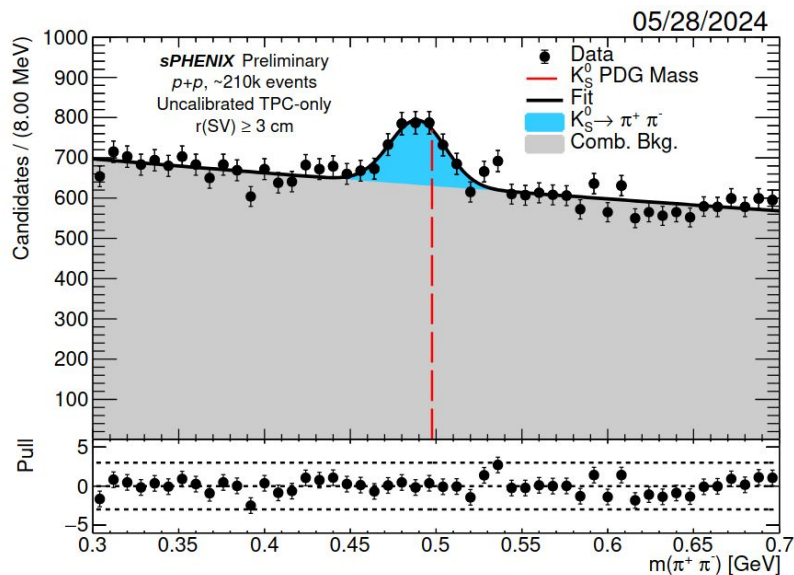 05/28/2024
sPHENIX Preliminary
p+p, ~210k events
Uncalibrated TPC-only
r(SV) ≥ 3 cm
Data
K⁰_S PDG Mass
Fit
K⁰_S → π⁺ π⁻
Comb. Bkg.
Candidates / (8.00 MeV)
1000
900
800
700
600
500
400
300
200
100
Pull
5
0
−5
0.3 0.35 0.4 0.45 0.5 0.55 0.6 0.65 0.7
m(π⁺ π⁻) [GeV]